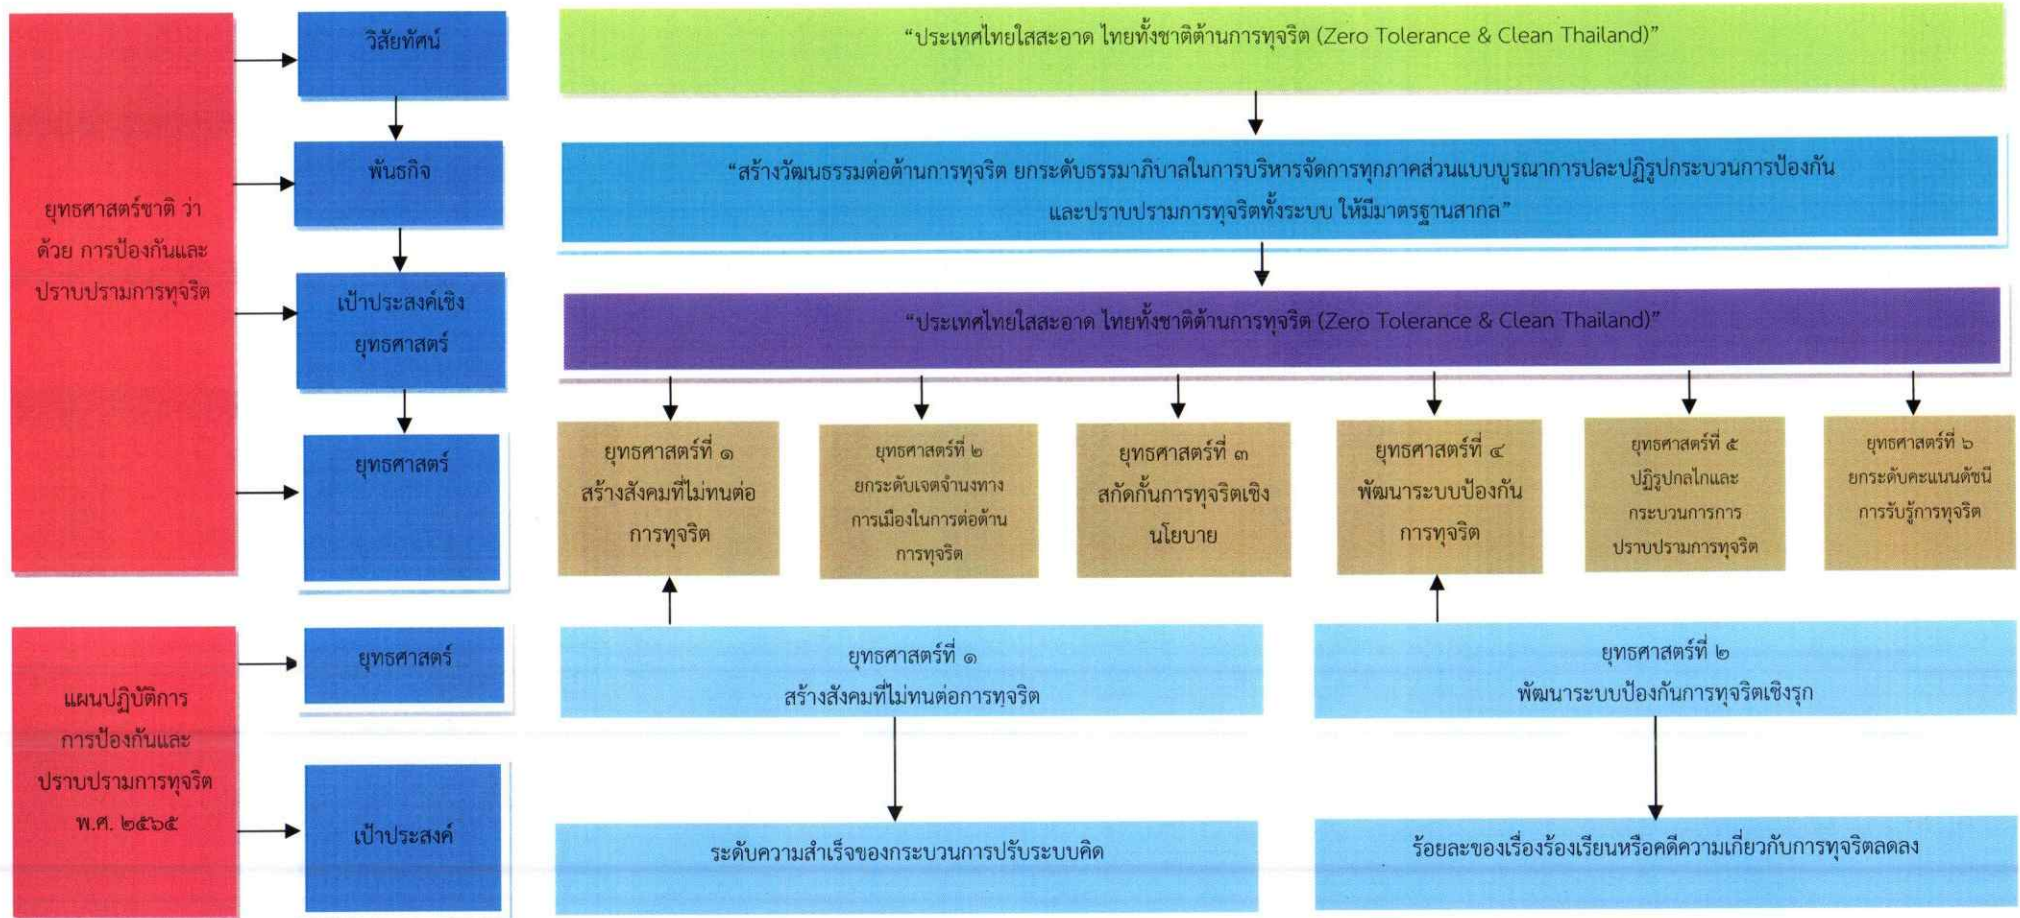 ยุทธศาสตร์ชาติ ว่า
ด้วย การป้องกันและ
ปราบปรามการทุจริต
วิสัยทัศน์
"ประเทศไทยใสสะอาด ไทยทั้งชาติต้านการทุจริต (Zero Tolerance & Clean Thailand)"
พันธกิจ
"สร้างวัฒนธรรมต่อต้านการทุจริต ยกระดับธรรมาภิบาลในการบริหารจัดการทุกภาคส่วนแบบบูรณาการปละปฏิรูปกระบวนการป้องกัน
และปราบปรามการทุจริตทั้งระบบ ให้มีมาตรฐานสากล"
เป้าประสงค์เชิง
ยุทธศาสตร์
"ประเทศไทยใสสะอาด ไทยทั้งชาติต้านการทุจริต (Zero Tolerance & Clean Thailand)"
ยุทธศาสตร์
ยุทธศาสตร์ที่ ๑
สร้างสังคมที่ไม่ทนต่อ
การทุจริต
ยุทธศาสตร์ที่ ๒
ยกระดับเจตจำนงทาง
การเมืองในการต่อต้าน
การทุจริต
ยุทธศาสตร์ที่ ๓
สกัดกั้นการทุจริตเชิง
นโยบาย
ยุทธศาสตร์ที่ ๔
พัฒนาระบบป้องกัน
การทุจริต
ยุทธศาสตร์ที่ ๕
ปฏิรูปกลไกและ
กระบวนการการ
ปราบปรามการทุจริต
ยุทธศาสตร์ที่ ๖
ยกระดับคะแนนดัชนี
การรับรู้การทุจริต
แผนปฏิบัติการ
การป้องกันและ
ปราบปรามการทุจริต
พ.ศ. ๒๕๖๕
ยุทธศาสตร์
ยุทธศาสตร์ที่ ๑
สร้างสังคมที่ไม่ทนต่อการทุจริต
ยุทธศาสตร์ที่ ๒
พัฒนาระบบป้องกันการทุจริตเชิงรุก
เป้าประสงค์
ระดับความสำเร็จของกระบวนการปรับระบบคิด
ร้อยละของเรื่องร้องเรียนหรือคดีความเกี่ยวกับการทุจริตลดลง